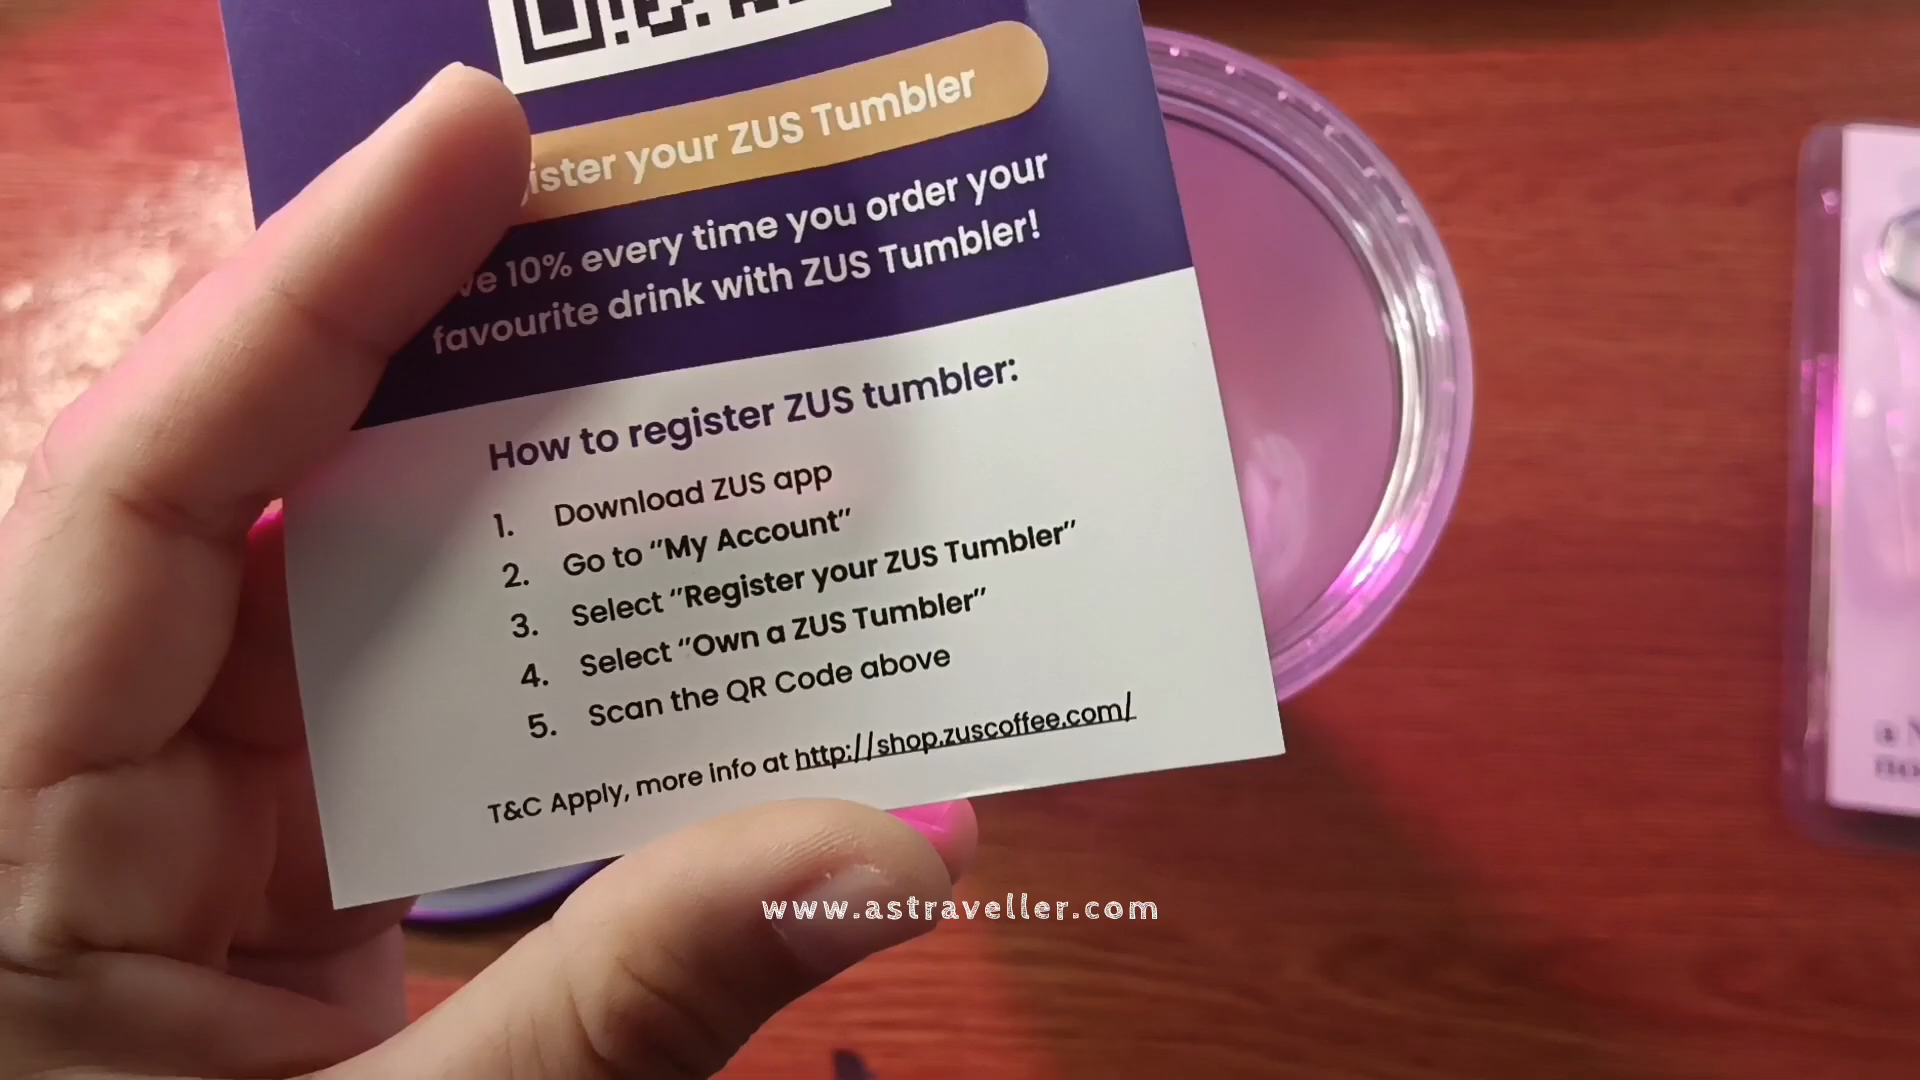 ister your ZUS Tumbler
ve 10% every time you order your
favourite drink with ZUS Tumbler!
How to register ZUS tumbler:
1. Download ZUS app
2. Go to "My Account"
3. Select "Register your ZUS Tumbler"
4. Select "Own a ZUS Tumbler"
5. Scan the QR Code above
T&C Apply, more info at http://shop.zuscoffee.com/
a
no
www.astraveller.com